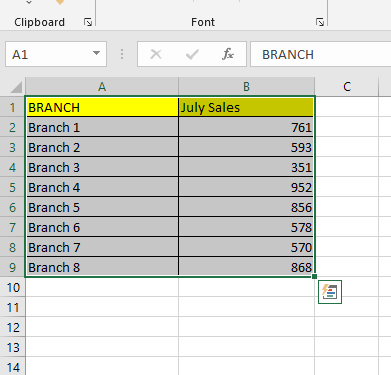 Clipboard Font
A1 fx BRANCH
A B C
1 BRANCH July Sales
2 Branch 1 761
3 Branch 2 593
4 Branch 3 351
5 Branch 4 952
6 Branch 5 856
7 Branch 6 578
8 Branch 7 570
9 Branch 8 868
10
11
12
13
14